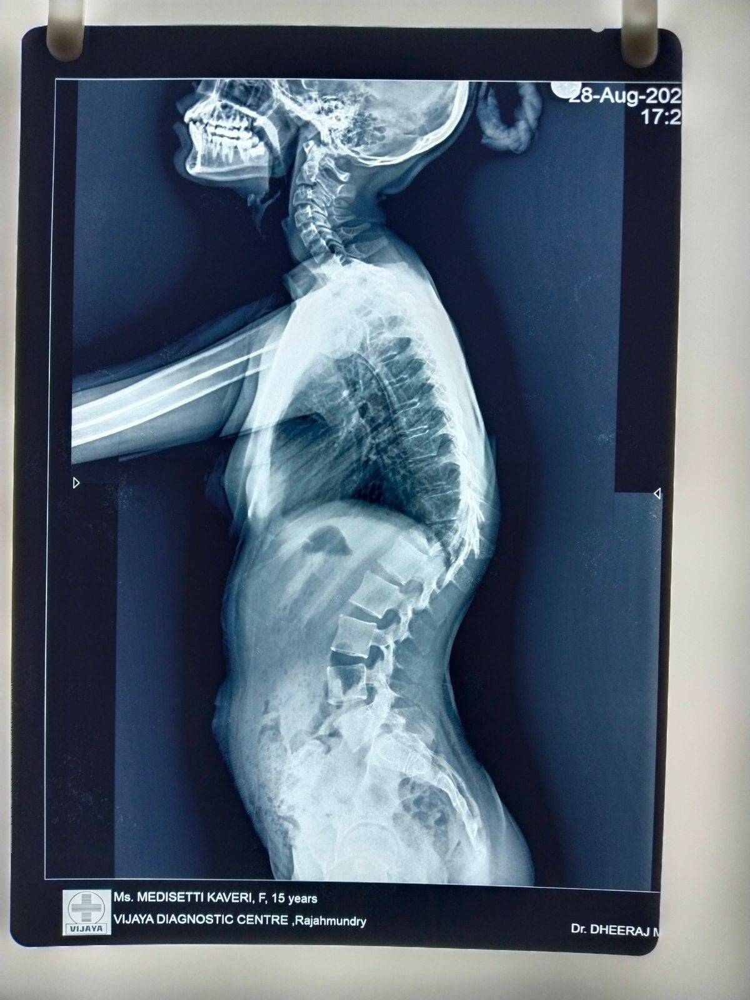 28-Aug-202
17:2
Ms. MEDISETTI KAVERI, F, 15 years
VIJAYA DIAGNOSTIC CENTRE ,Rajahmundry
VIJAYA
Dr. DHEERAJ M